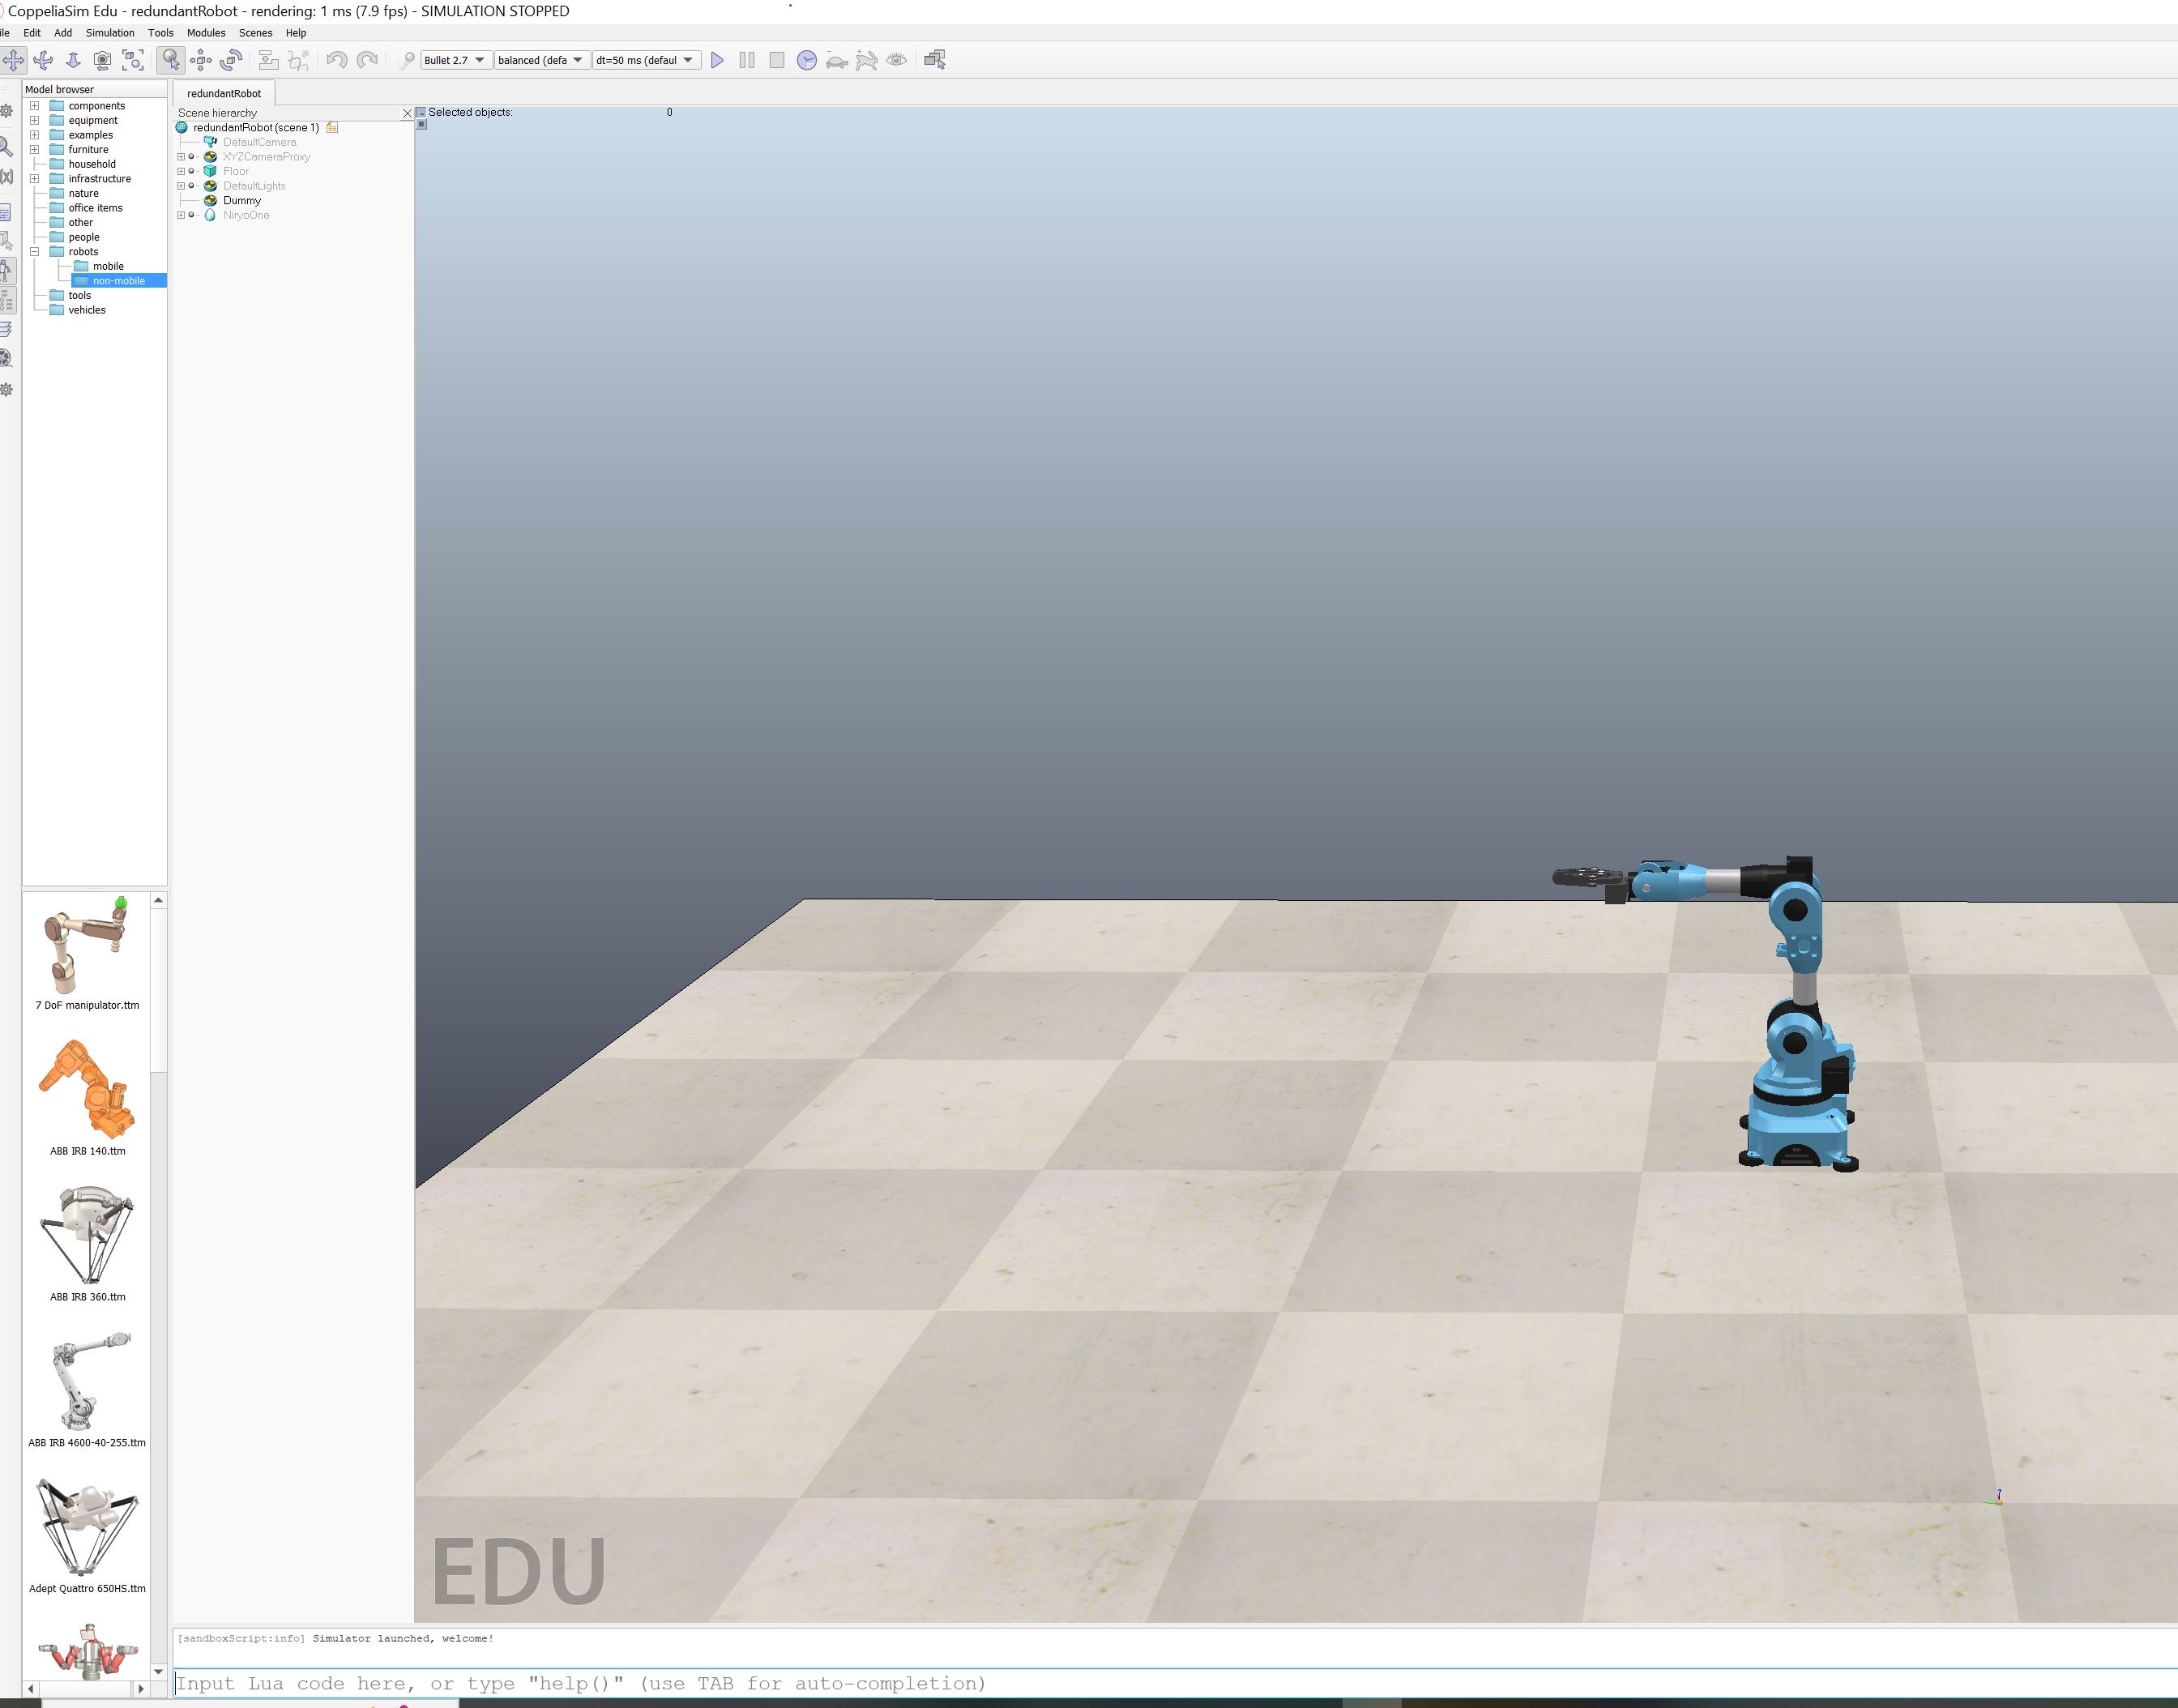 CoppeliaSim Edu - redundantRobot - rendering: 1 ms (7.9 fps) - SIMULATION STOPPED
Edit Add Simulation Tools Modules Scenes Help
Bullet 2.7 balanced (defa dt=50 ms (defaul
Model browser
components
equipment
examples
furniture
household
infrastructure
nature
office items
other
people
robots
mobile
non-mobile
tools
vehicles
7 DoF manipulator.ttm
ABB IRB 140.ttm
ABB IRB 360.ttm
ABB IRB 4600-40-255.ttm
Adept Quattro 650HS.ttm
redundantRobot
Scene hierarchy
redundantRobot (scene 1)
DefaultCamera
XYZCameraProxy
Floor
DefaultLights
Dummy
NiryoOne
Selected objects: 0
EDU
[sandboxScript:info] Simulator launched, welcome!
Input Lua code here, or type "help()" (use TAB for auto-completion)